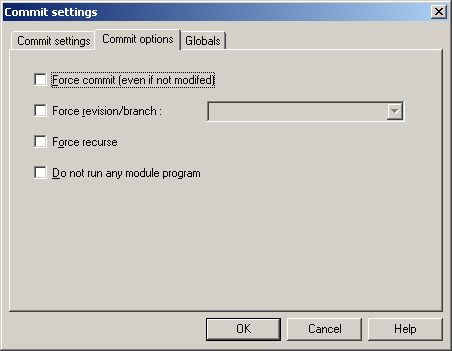 Commit settings
Commit settings Commit options Globals
Force commit (even if not modifed)
Force revision/branch :
Force recurse
Do not run any module program
OK Cancel Help